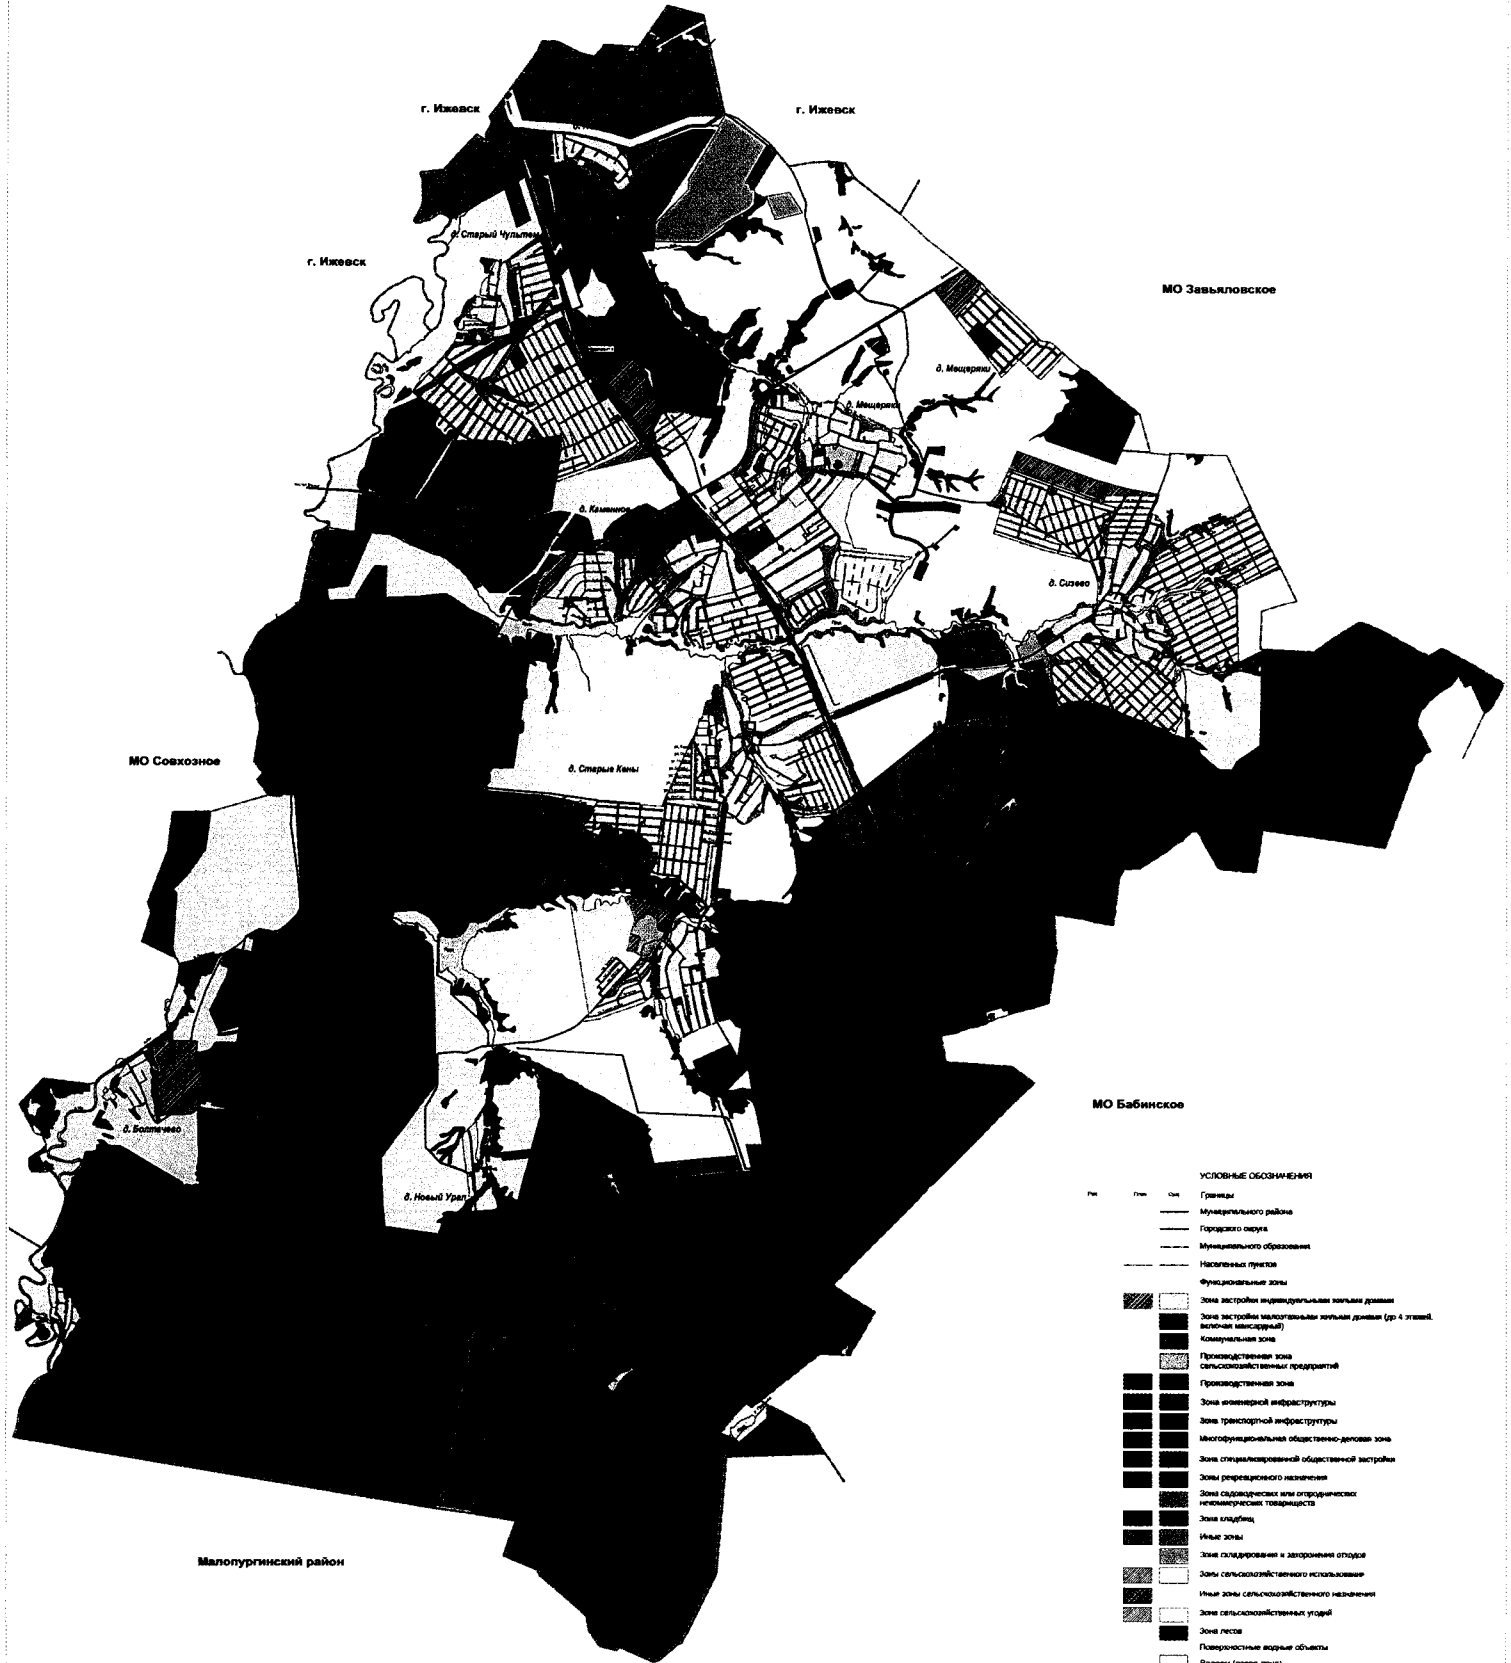 г. Ижевск
г. Ижевск
д. Старый Чультем
г. Ижевск
МО Завьяловское
д. Мещеряки
д. Мещеряки
д. Каменное
д. Сизево
МО Совхозное
д. Старые Кены
МО Бабинское
д. Болтачево
д. Новый Урал
Малопургинский район
УСЛОВНЫЕ ОБОЗНАЧЕНИЯ
Границы
Муниципального района
Городского округа
Муниципального образования
Населенных пунктов
Функциональные зоны
Зона застройки индивидуальными жилыми домами
Зона застройки малоэтажными жилыми домами (до 4 этажей,
включая мансардный)
Коммунальная зона
Производственная зона
сельскохозяйственных предприятий
Производственная зона
Зона инженерной инфраструктуры
Зона транспортной инфраструктуры
Многофункциональная общественно-деловая зона
Зона специализированной общественной застройки
Зоны рекреационного назначения
Зона садоводческих или огороднических
некоммерческих товариществ
Зона кладбищ
Иные зоны
Зона складирования и захоронения отходов
Зоны сельскохозяйственного использования
Иные зоны сельскохозяйственного назначения
Зона сельскохозяйственных угодий
Зона лесов
Поверхностные водные объекты